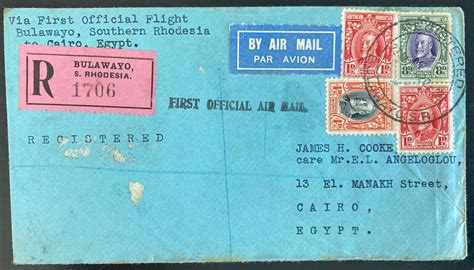 Via First Official Flight
Bulawayo, Southern Rhodesia
to Cairo, Egypt.
BY AIR MAIL
PAR AVION
R
BULAWAYO,
S. RHODESIA.
1706
FIRST OFFICIAL AIR MAIL
REGISTERED
REGISTERED
JAMES H. COOKE,
care Mr.E.L. ANGELOGLOU,
13 El. MANAKH Street,
CAIRO,
EGYPT.